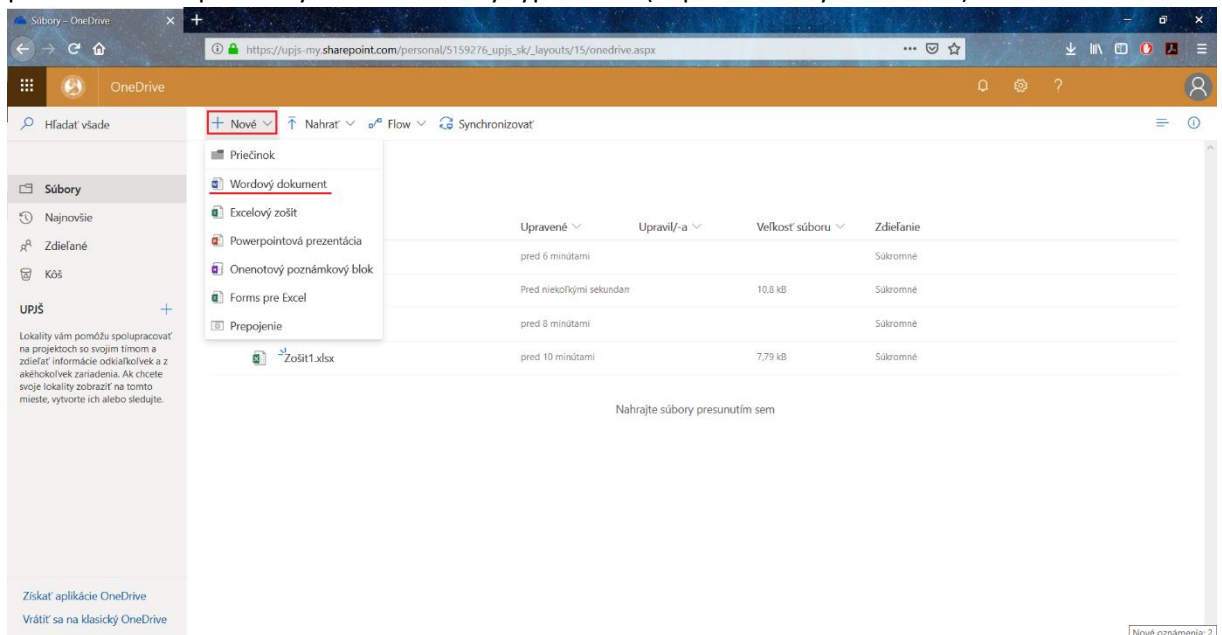 Súbory – OneDrive
https://upjs-my.sharepoint.com/personal/5159276_upjs_sk/_layouts/15/onedrive.aspx
OneDrive
Hľadať všade
Nové
Nahrať
Flow
Synchronizovať
Priečinok
Wordový dokument
Excelový zošit
Powerpointová prezentácia
Onenotový poznámkový blok
Forms pre Excel
Prepojenie
Súbory
Najnovšie
Zdieľané
Kôš
UPJŠ
Lokality vám pomôžu spolupracovať
na projektoch so svojim tímom a
zdieľať informácie odkiaľkoľvek a z
akéhokoľvek zariadenia. Ak chcete
svoje lokality zobraziť na tomto
mieste, vytvorte ich alebo sledujte.
Upravené Upravil/-a Veľkosť súboru Zdieľanie
pred 6 minútami Súkromné
Pred niekoľkými sekundam 10,8 kB Súkromné
pred 8 minútami Súkromné
Zošit1.xlsx pred 10 minútami 7,79 kB Súkromné
Nahrajte súbory presunutím sem
Získať aplikácie OneDrive
Vrátiť sa na klasický OneDrive
Nové oznámenia: 2